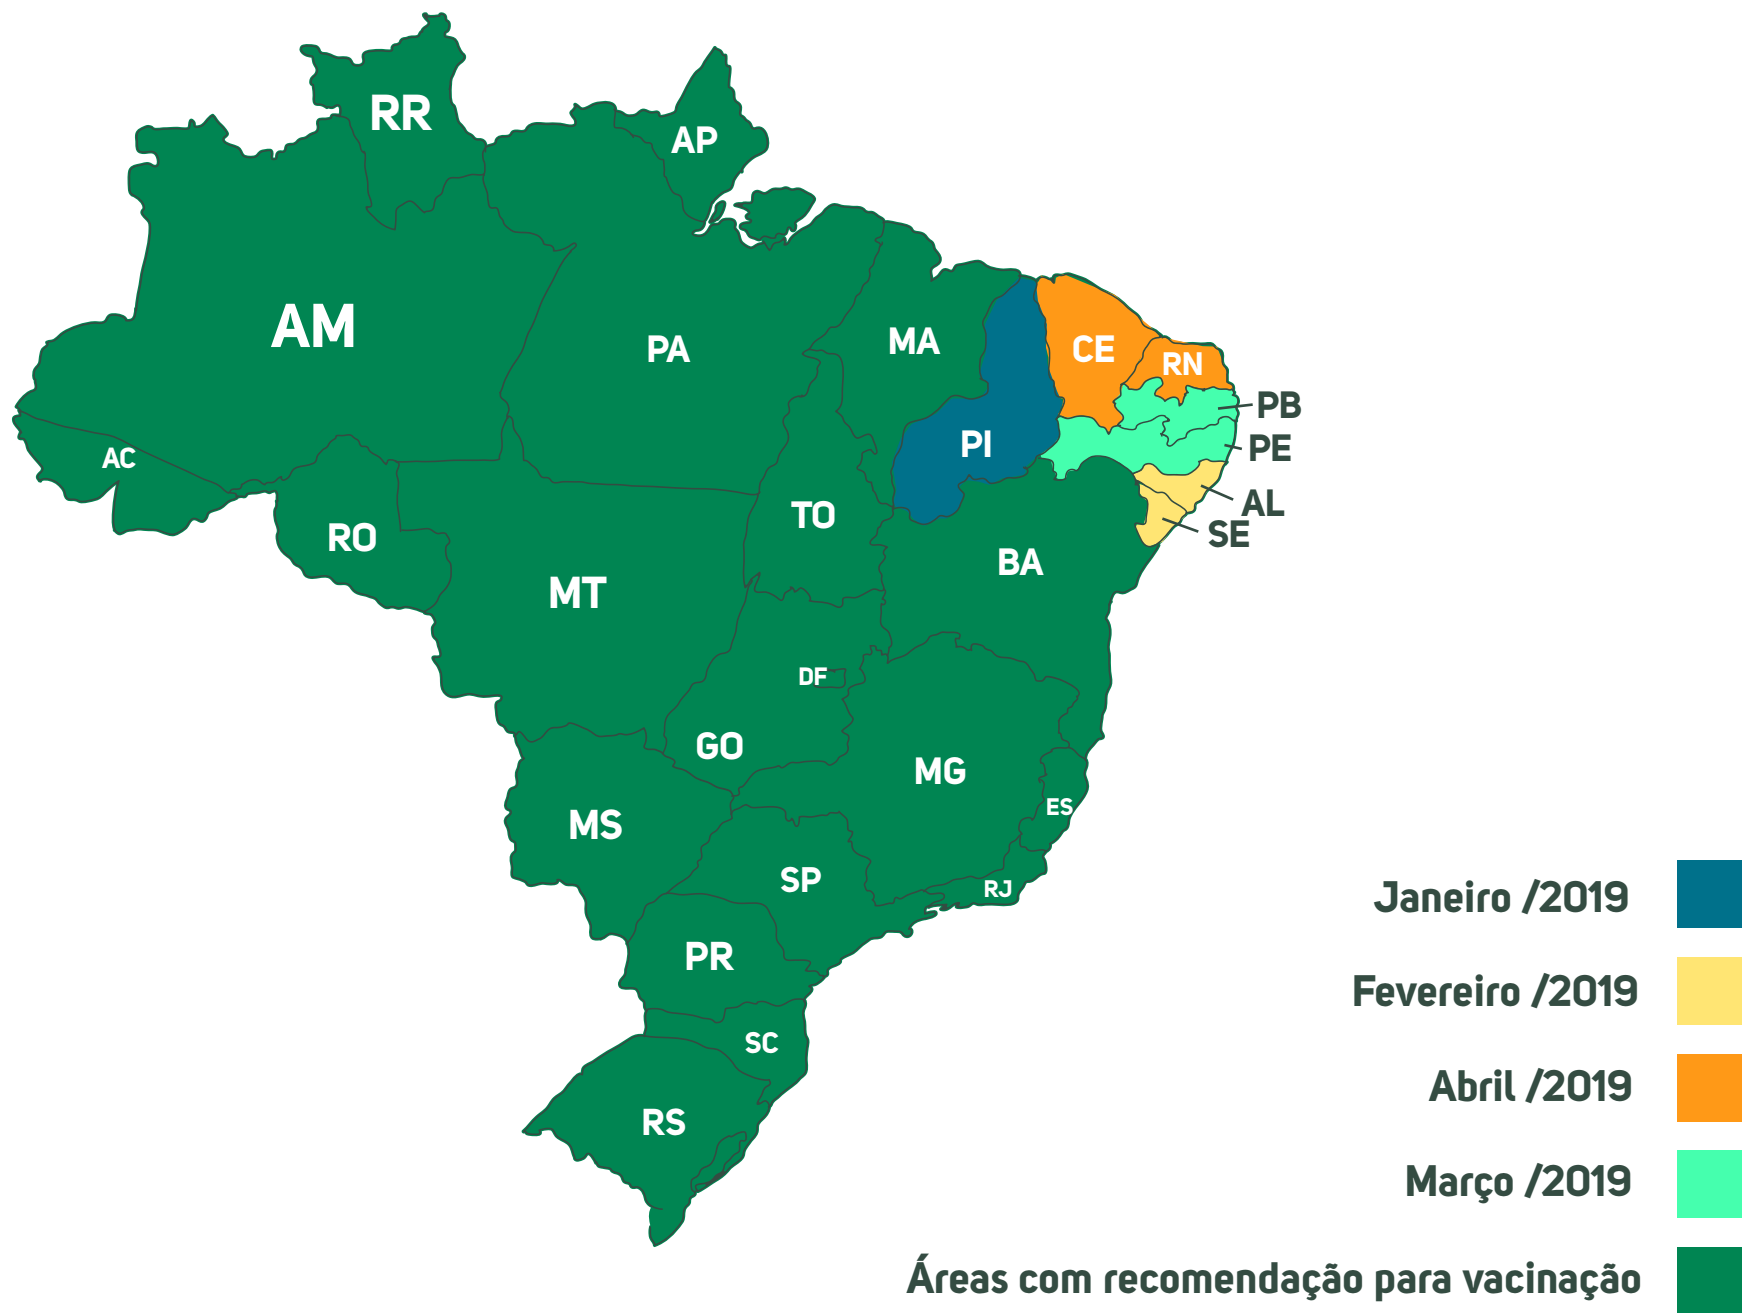 RR
AP
AM
PA
MA
CE
RN
PB
PI
PE
AC
AL
TO
RO
SE
BA
MT
DF
GO
MG
ES
MS
SP
RJ
PR
SC
RS
Janeiro /2019
Fevereiro /2019
Abril /2019
Março /2019
Áreas com recomendação para vacinação